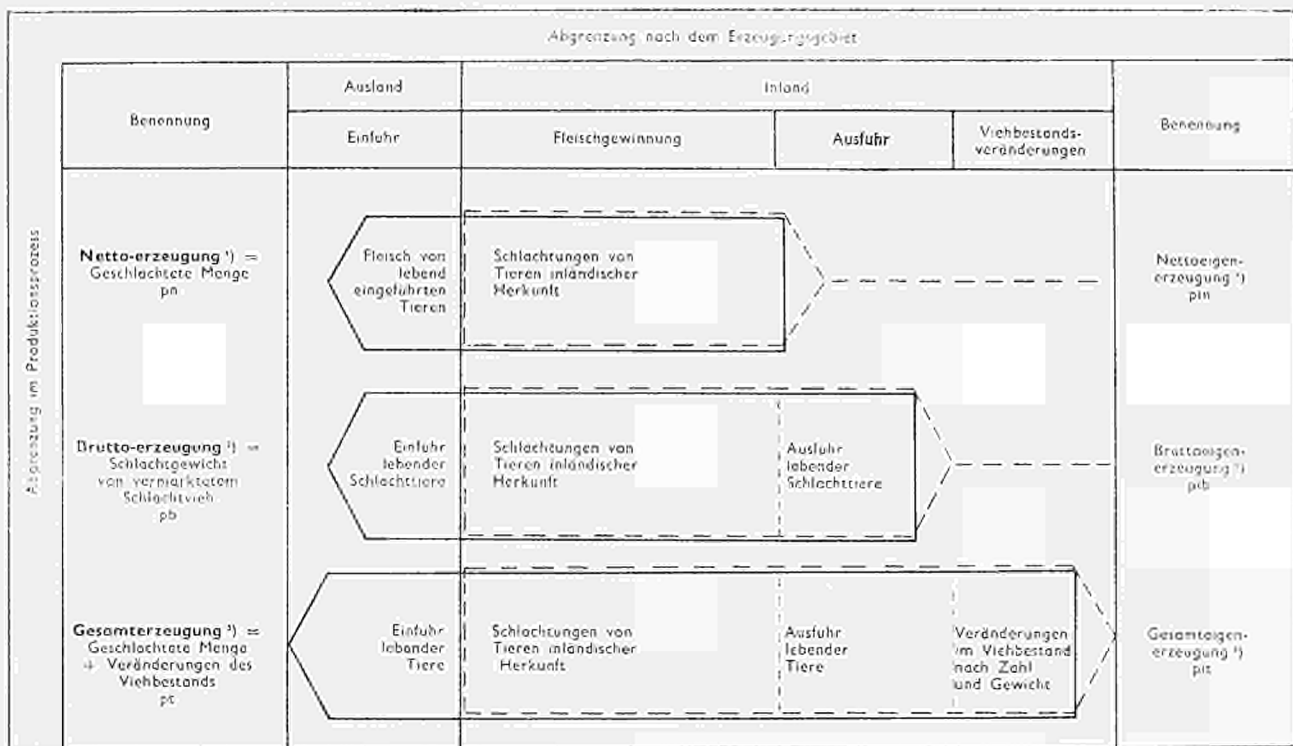 Abgrenzung nach dem Erzeugungsgebiet
Abgrenzung im Produktionsprozess
Benennung
Ausland
Inland
Benennung
Einfuhr
Fleischgewinnung
Ausfuhr
Viehbestands-
veränderungen
Netto-erzeugung ¹) =
Geschlachtete Menge
pn
Fleisch von
lebend
eingeführten
Tieren
Schlachtungen von
Tieren inländischer
Herkunft
Nettoeigen-
erzeugung ¹)
pin
Brutto-erzeugung ²) =
Schlachtgewicht
von vermarktetem
Schlachtvieh
pb
Einfuhr
lebender
Schlachttiere
Schlachtungen von
Tieren inländischer
Herkunft
Ausfuhr
lebender
Schlachttiere
Bruttoeigen-
erzeugung ²)
pib
Gesamterzeugung ³) =
Geschlachtete Menge
+ Veränderungen des
Viehbestands
pt
Einfuhr
lebender
Tiere
Schlachtungen von
Tieren inländischer
Herkunft
Ausfuhr
lebender
Tiere
Veränderungen
im Viehbestand
nach Zahl
und Gewicht
Gesamteigen-
erzeugung ³)
pit